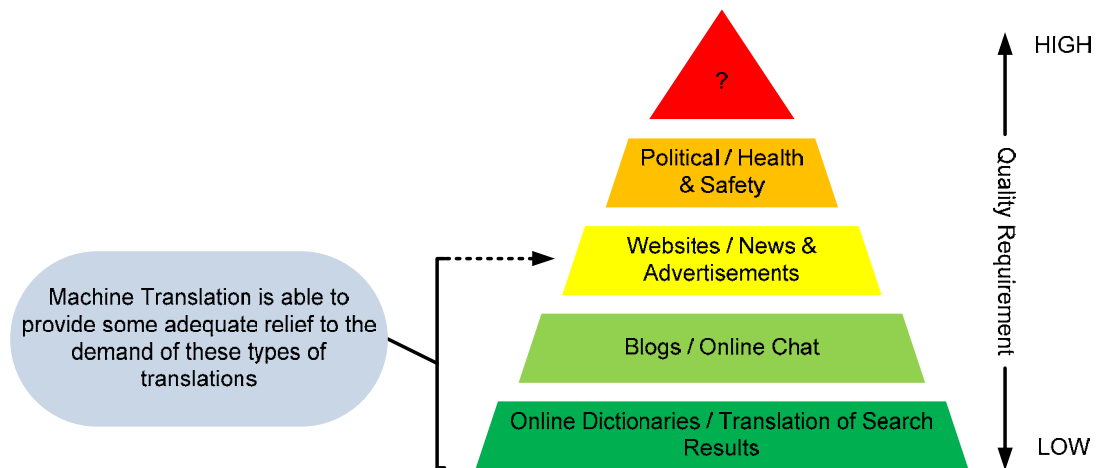 ?
HIGH
Political / Health
& Safety
Websites / News &
Advertisements
Quality Requirement
Machine Translation is able to
provide some adequate relief to the
demand of these types of
translations
Blogs / Online Chat
Online Dictionaries / Translation of Search
Results
LOW